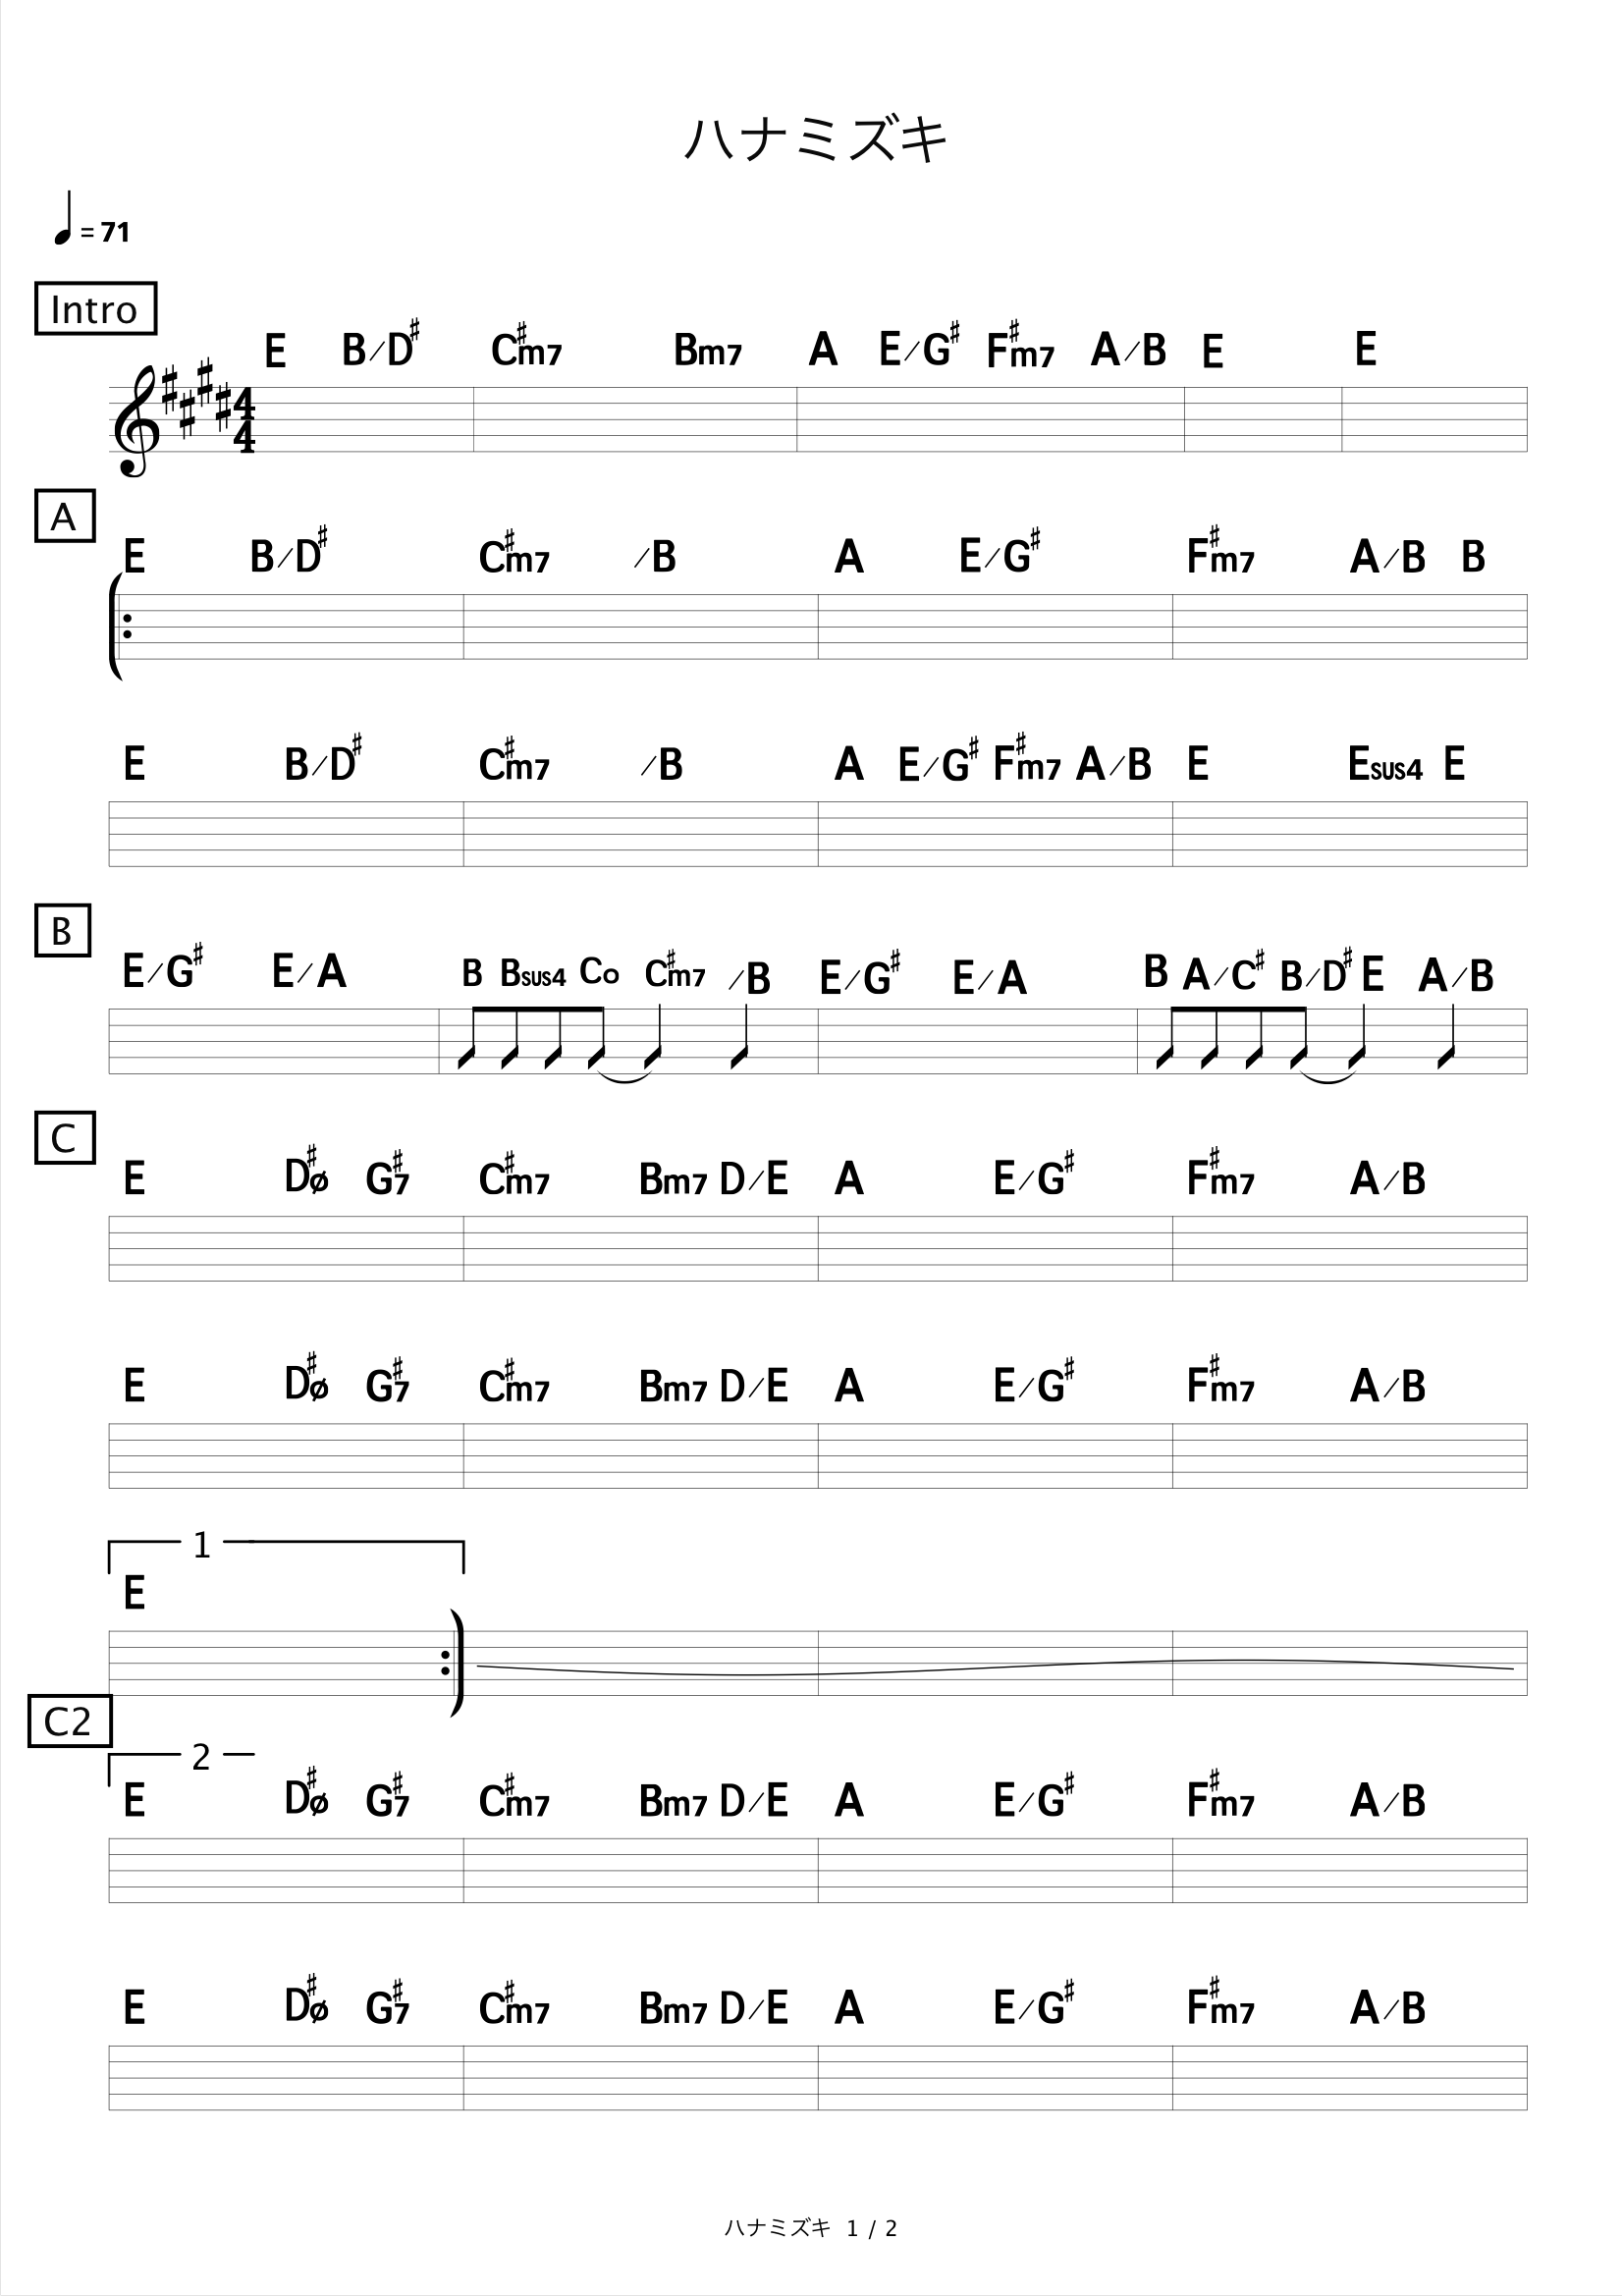 ハナミズキ
♩= 71
Intro
E B/D♯ C♯m7 Bm7 A E/G♯ F♯m7 A/B E E
4
4
A
E B/D♯ C♯m7 /B A E/G♯ F♯m7 A/B B
E B/D♯ C♯m7 /B A E/G♯ F♯m7 A/B E Esus4 E
B
E/G♯ E/A B Bsus4 Co C♯m7 /B E/G♯ E/A B A/C♯ B/D♯ E A/B
C
E D♯ø G♯7 C♯m7 Bm7 D/E A E/G♯ F♯m7 A/B
E D♯ø G♯7 C♯m7 Bm7 D/E A E/G♯ F♯m7 A/B
1
E
C2
2
E D♯ø G♯7 C♯m7 Bm7 D/E A E/G♯ F♯m7 A/B
E D♯ø G♯7 C♯m7 Bm7 D/E A E/G♯ F♯m7 A/B
ハナミズキ 1 / 2